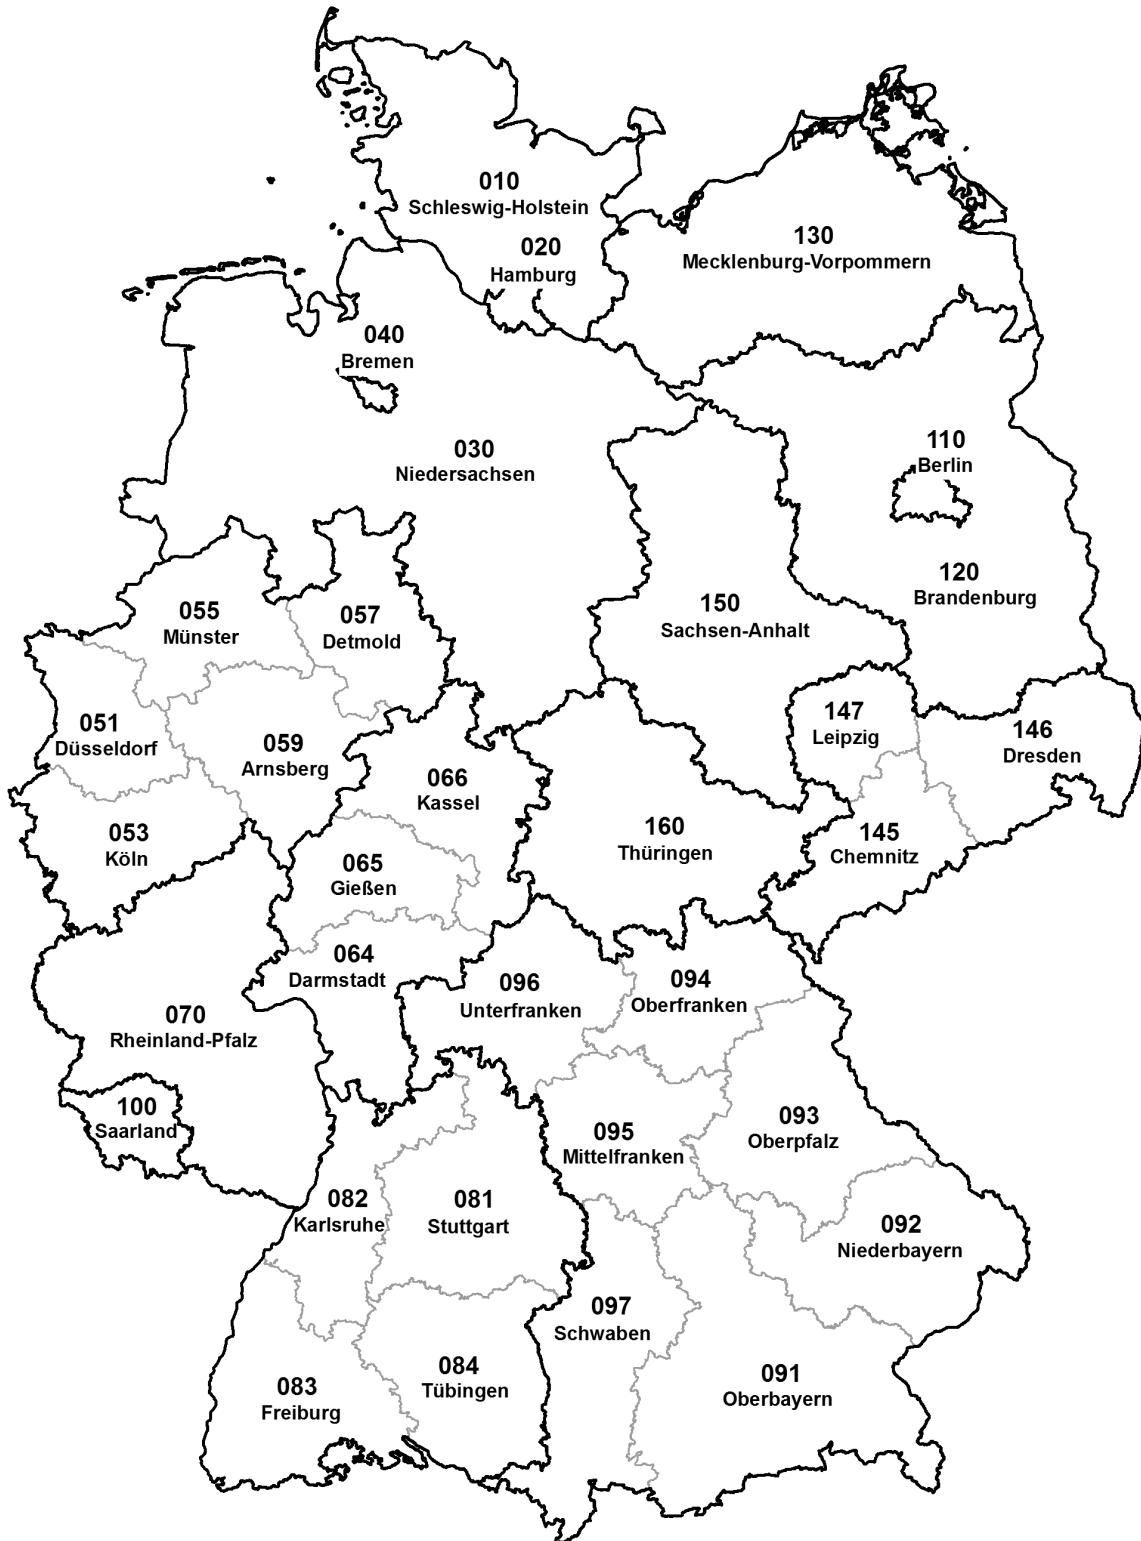 010
Schleswig-Holstein
020
Hamburg
130
Mecklenburg-Vorpommern
040
Bremen
030
Niedersachsen
110
Berlin
120
Brandenburg
150
Sachsen-Anhalt
055
Münster
057
Detmold
051
Düsseldorf
059
Arnsberg
147
Leipzig
146
Dresden
066
Kassel
053
Köln
160
Thüringen
145
Chemnitz
065
Gießen
064
Darmstadt
096
Unterfranken
094
Oberfranken
070
Rheinland-Pfalz
100
Saarland
095
Mittelfranken
093
Oberpfalz
082
Karlsruhe
081
Stuttgart
092
Niederbayern
097
Schwaben
083
Freiburg
084
Tübingen
091
Oberbayern